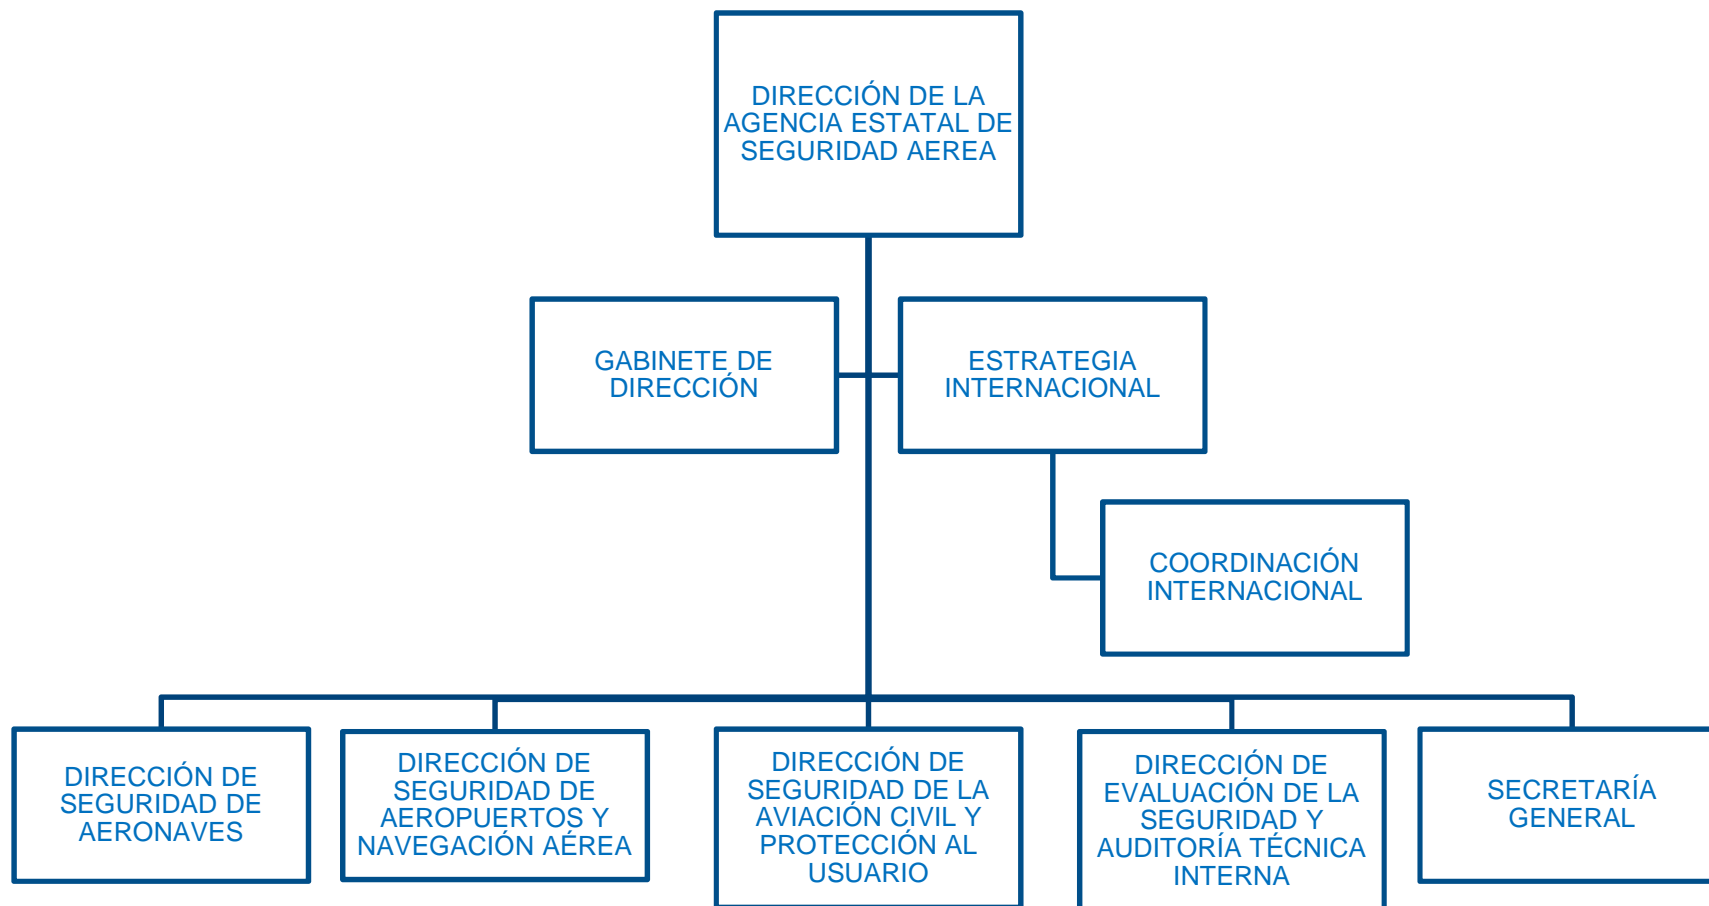 DIRECCIÓN DE LA
AGENCIA ESTATAL DE
SEGURIDAD AEREA
GABINETE DE
DIRECCIÓN
ESTRATEGIA
INTERNACIONAL
COORDINACIÓN
INTERNACIONAL
DIRECCIÓN DE
SEGURIDAD DE
AERONAVES
DIRECCIÓN DE
SEGURIDAD DE
AEROPUERTOS Y
NAVEGACIÓN AÉREA
DIRECCIÓN DE
SEGURIDAD DE LA
AVIACIÓN CIVIL Y
PROTECCIÓN AL
USUARIO
DIRECCIÓN DE
EVALUACIÓN DE LA
SEGURIDAD Y
AUDITORÍA TÉCNICA
INTERNA
SECRETARÍA
GENERAL